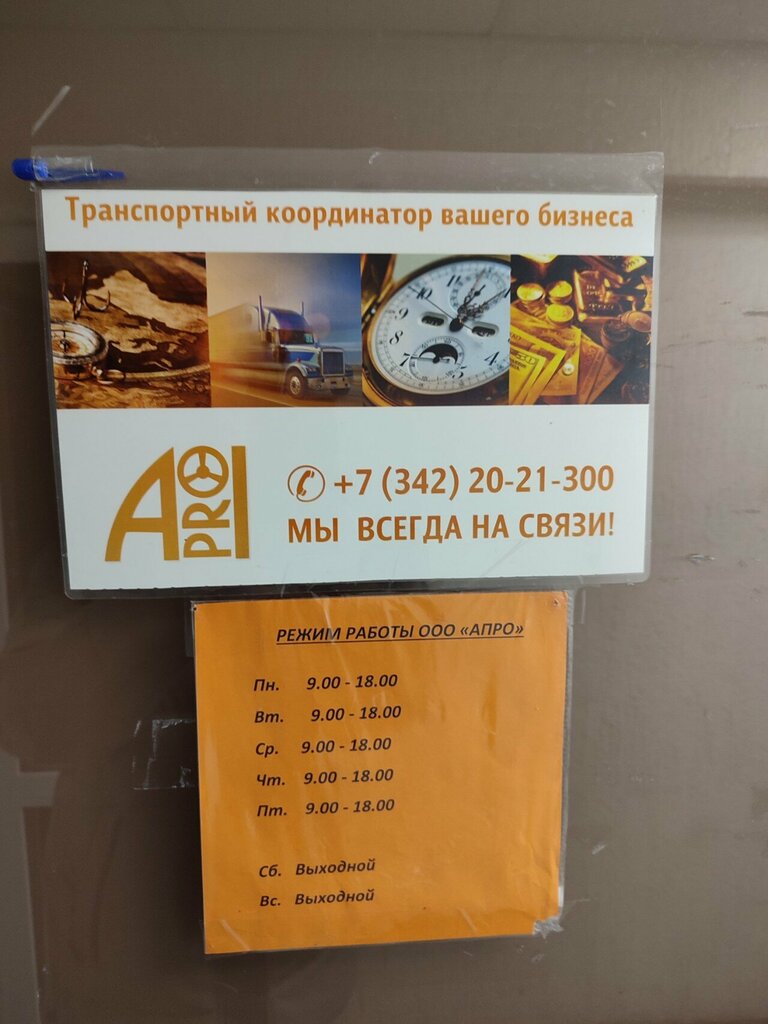 Транспортный координатор вашего бизнеса
APROI
+7 (342) 20-21-300
МЫ ВСЕГДА НА СВЯЗИ!
РЕЖИМ РАБОТЫ ООО «АПРО»
Пн. 9.00 - 18.00
Вт. 9.00 - 18.00
Ср. 9.00 - 18.00
Чт. 9.00 - 18.00
Пт. 9.00 - 18.00
Сб. Выходной
Вс. Выходной